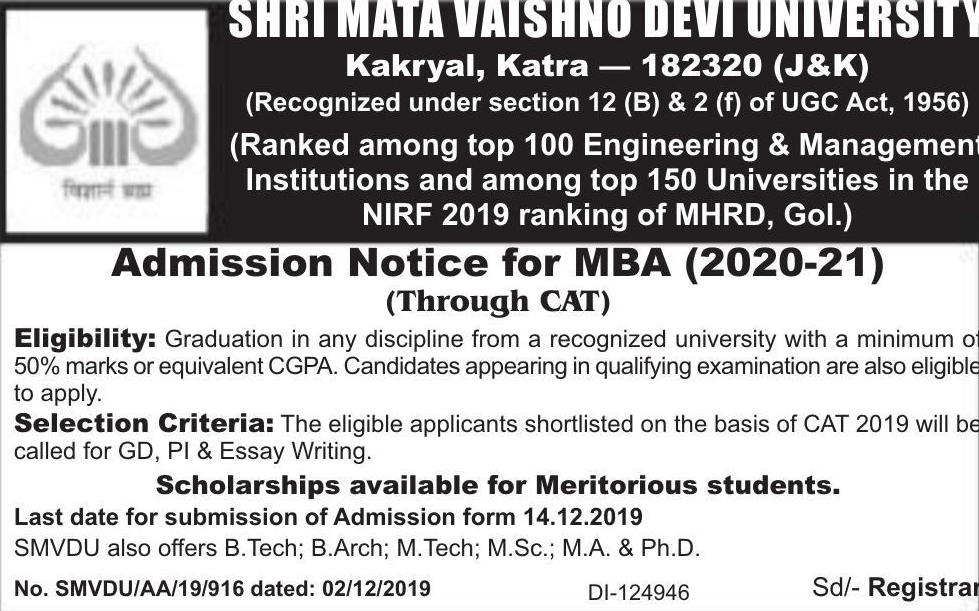 SHRI MATA VAISHNO DEVI UNIVERSITY
Kakryal, Katra — 182320 (J&K)
(Recognized under section 12 (B) & 2 (f) of UGC Act, 1956)
(Ranked among top 100 Engineering & Management
Institutions and among top 150 Universities in the
NIRF 2019 ranking of MHRD, GoI.)
विज्ञानं ब्रह्म
Admission Notice for MBA (2020-21)
(Through CAT)
Eligibility: Graduation in any discipline from a recognized university with a minimum of
50% marks or equivalent CGPA. Candidates appearing in qualifying examination are also eligible
to apply.
Selection Criteria: The eligible applicants shortlisted on the basis of CAT 2019 will be
called for GD, PI & Essay Writing.
Scholarships available for Meritorious students.
Last date for submission of Admission form 14.12.2019
SMVDU also offers B.Tech; B.Arch; M.Tech; M.Sc.; M.A. & Ph.D.
No. SMVDU/AA/19/916 dated: 02/12/2019 DI-124946 Sd/- Registrar